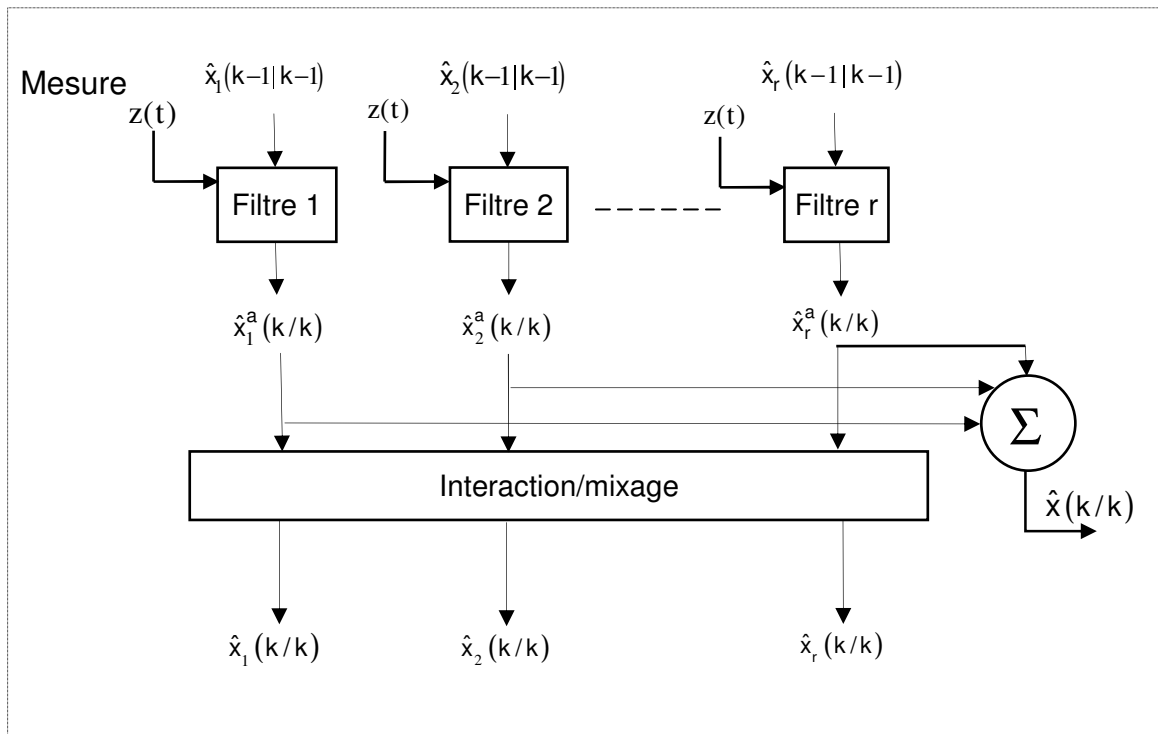 Mesure
x̂₁(k−1|k−1) x̂₂(k−1|k−1) x̂ᵣ(k−1|k−1)
z(t) z(t) z(t)
Filtre 1 Filtre 2 Filtre r
x̂₁ᵃ(k/k) x̂₂ᵃ(k/k) x̂ᵣᵃ(k/k)
Σ
Interaction/mixage
x̂(k/k)
x̂₁(k/k) x̂₂(k/k) x̂ᵣ(k/k)